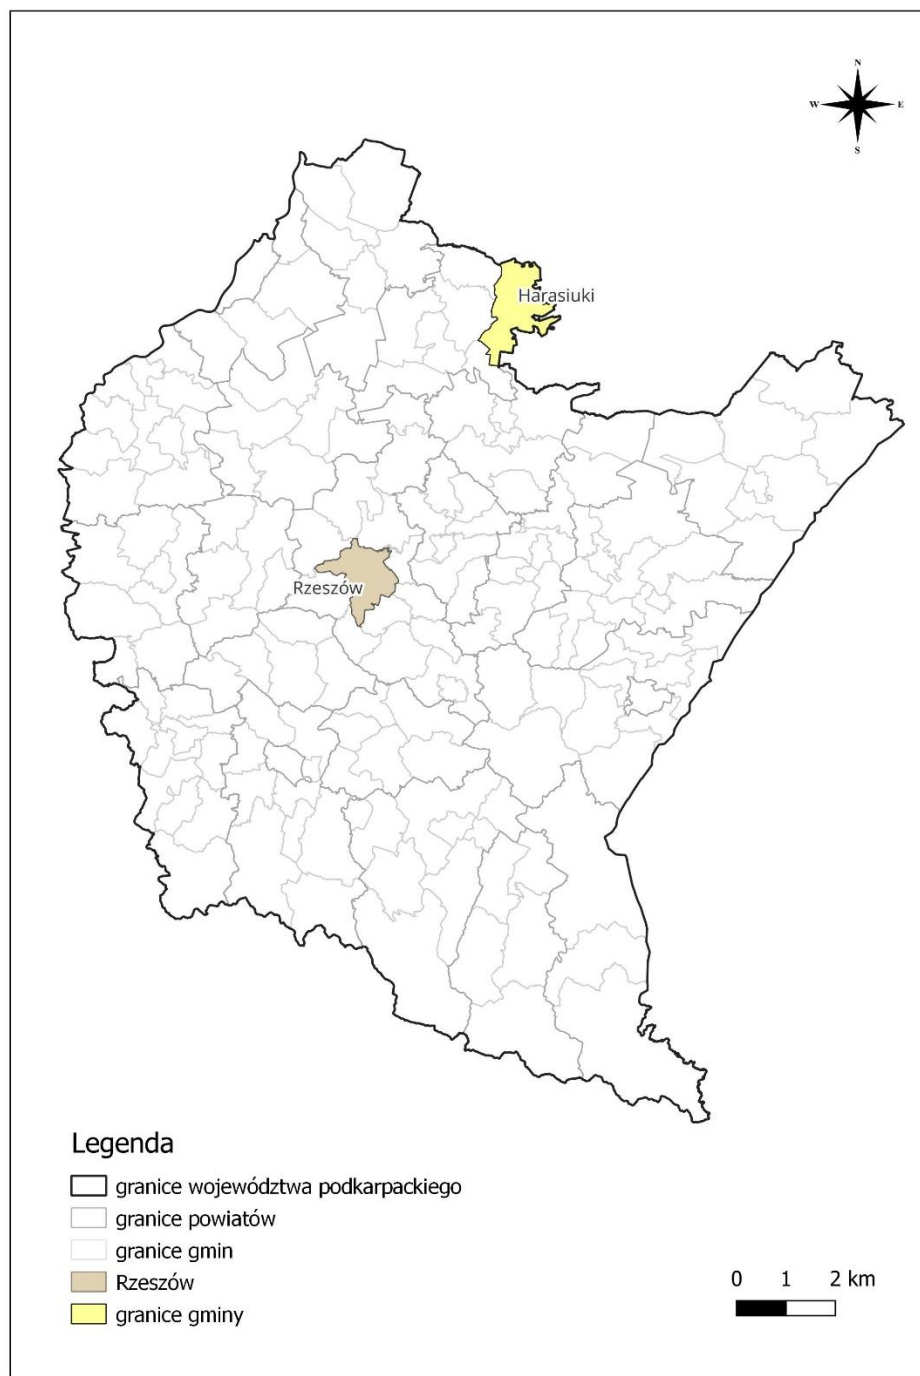 N
W E
S
Harasiuki
Rzeszów
Legenda
granice województwa podkarpackiego
granice powiatów
granice gmin
Rzeszów
granice gminy
0 1 2 km